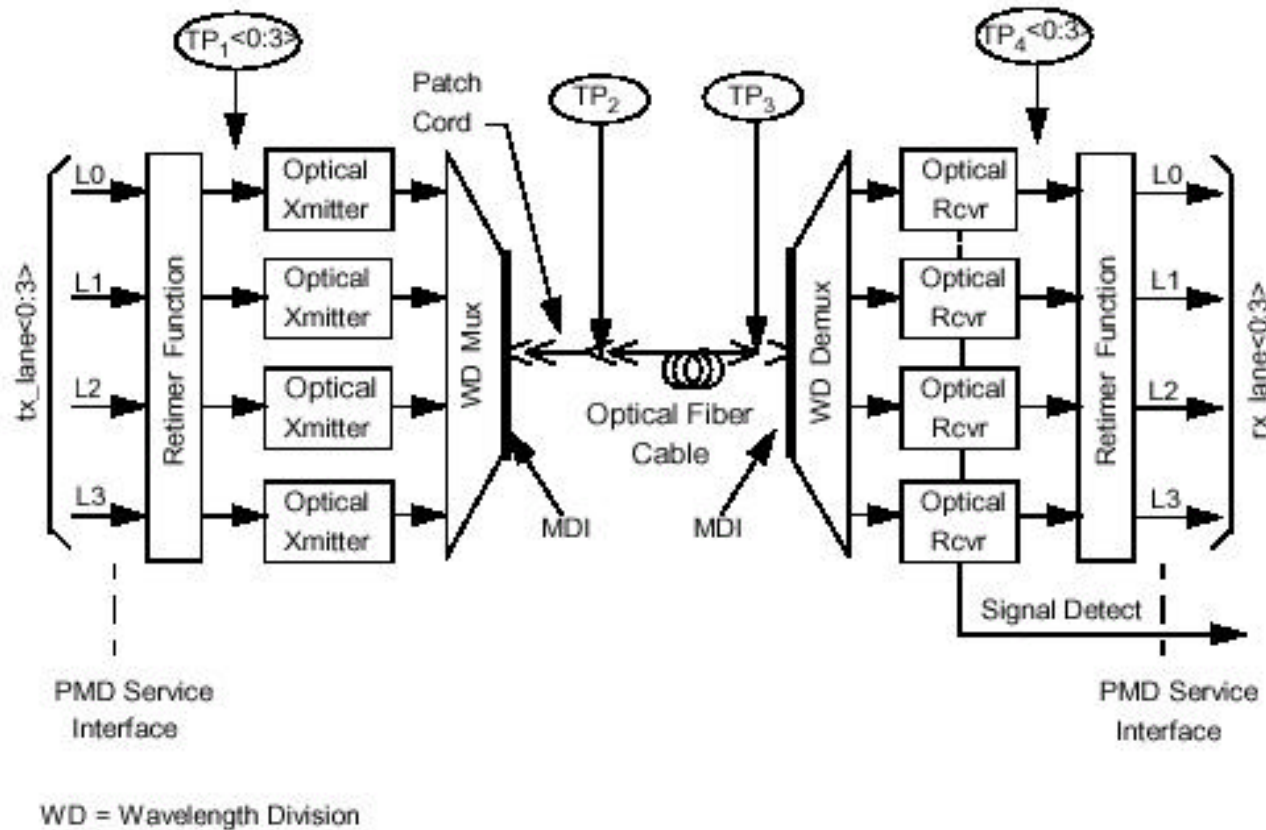 TP1<0:3>
TP4<0:3>
Patch
Cord
TP2
TP3
L0
L1
L2
L3
tx_lane<0:3>
Retimer Function
Optical
Xmitter
Optical
Xmitter
Optical
Xmitter
Optical
Xmitter
WD Mux
MDI
Optical Fiber
Cable
MDI
WD Demux
Optical
Rcvr
Optical
Rcvr
Optical
Rcvr
Optical
Rcvr
Retimer Function
L0
L1
L2
L3
rx_lane<0:3>
Signal Detect
PMD Service
Interface
PMD Service
Interface
WD = Wavelength Division